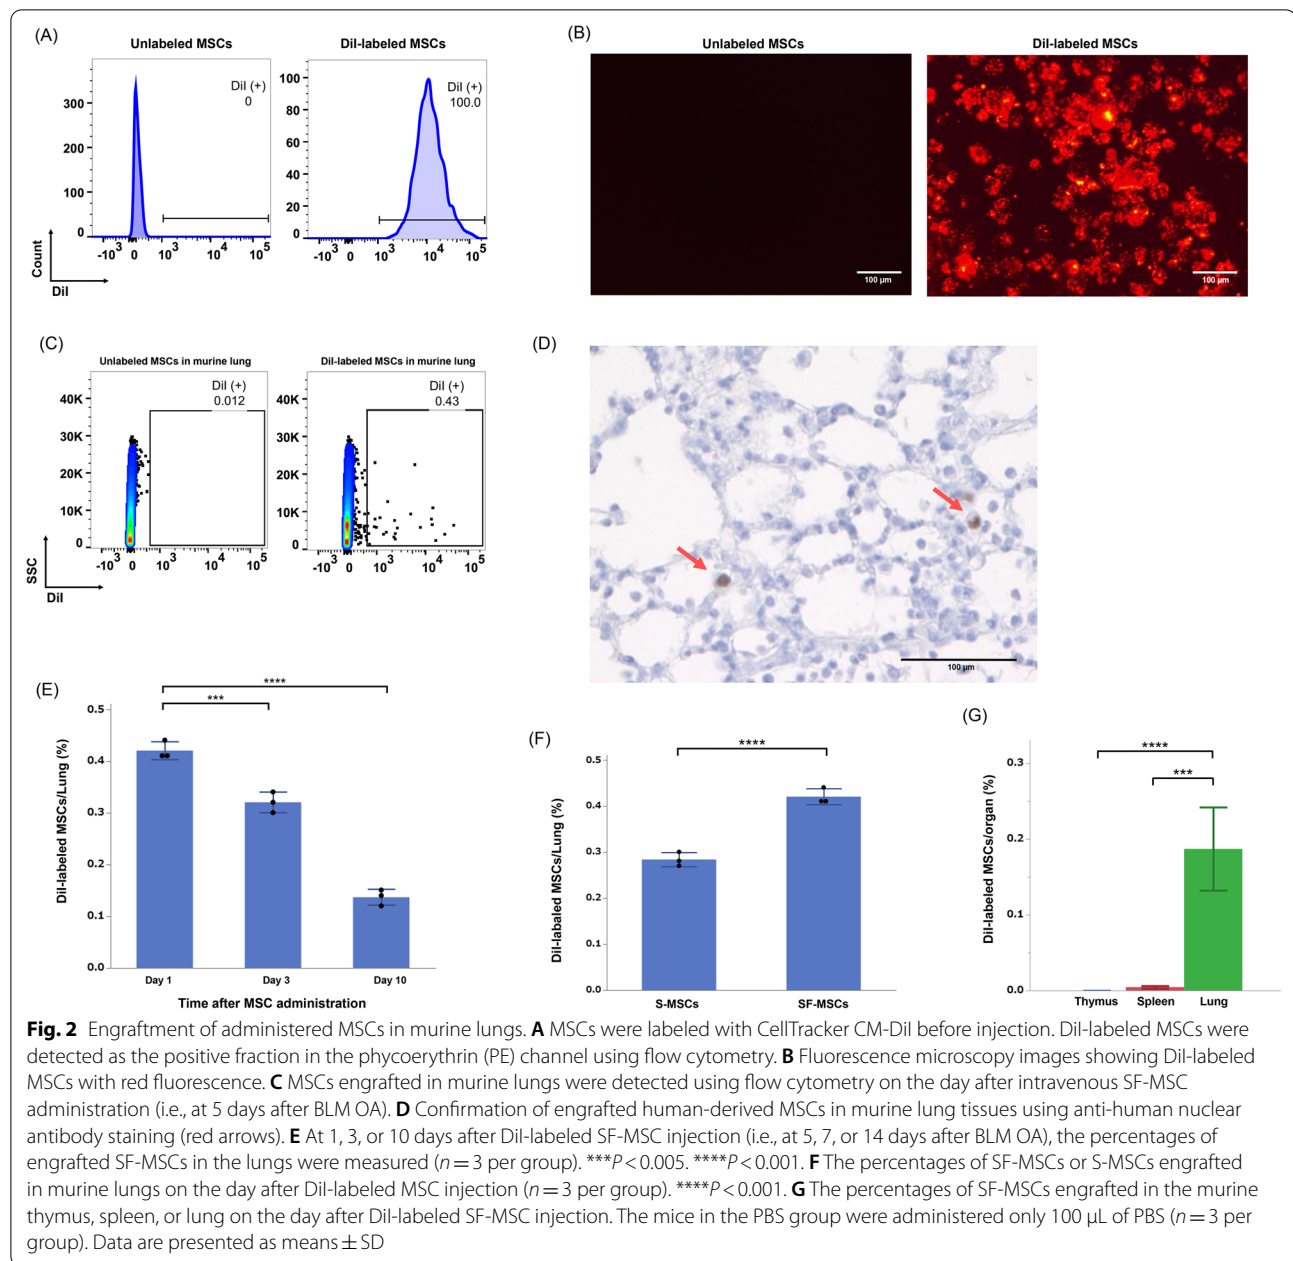 (A)
Unlabeled MSCs
DiI-labeled MSCs
DiI (+)
0
300
200
100
0
-10³ 0 10³ 10⁴ 10⁵
DiI (+)
100.0
100
80
60
40
20
0
-10³ 0 10³ 10⁴ 10⁵
Count
DiI
(B)
Unlabeled MSCs
DiI-labeled MSCs
100 µm
100 µm
(C)
Unlabeled MSCs in murine lung
DiI-labeled MSCs in murine lung
DiI (+)
0.012
40K
30K
20K
10K
0
-10³ 0 10³ 10⁴ 10⁵
DiI (+)
0.43
40K
30K
20K
10K
0
-10³ 0 10³ 10⁴ 10⁵
SSC
DiI
(D)
100 µm
(E)
****
***
DiI-labeled MSCs/Lung (%)
0.5
0.4
0.3
0.2
0.1
0.0
Day 1 Day 3 Day 10
Time after MSC administration
(F)
****
DiI-labaled MSCs/Lung (%)
0.5
0.4
0.3
0.2
0.1
0.0
S-MSCs SF-MSCs
(G)
****
***
DiI-labeled MSCs/organ (%)
0.3
0.2
0.1
0.0
Thymus Spleen Lung
Fig. 2 Engraftment of administered MSCs in murine lungs. A MSCs were labeled with CellTracker CM-DiI before injection. DiI-labeled MSCs were
detected as the positive fraction in the phycoerythrin (PE) channel using flow cytometry. B Fluorescence microscopy images showing DiI-labeled
MSCs with red fluorescence. C MSCs engrafted in murine lungs were detected using flow cytometry on the day after intravenous SF-MSC
administration (i.e., at 5 days after BLM OA). D Confirmation of engrafted human-derived MSCs in murine lung tissues using anti-human nuclear
antibody staining (red arrows). E At 1, 3, or 10 days after DiI-labeled SF-MSC injection (i.e., at 5, 7, or 14 days after BLM OA), the percentages of
engrafted SF-MSCs in the lungs were measured (n = 3 per group). ***P < 0.005. ****P < 0.001. F The percentages of SF-MSCs or S-MSCs engrafted
in murine lungs on the day after DiI-labeled MSC injection (n = 3 per group). ****P < 0.001. G The percentages of SF-MSCs engrafted in the murine
thymus, spleen, or lung on the day after DiI-labeled SF-MSC injection. The mice in the PBS group were administered only 100 µL of PBS (n = 3 per
group). Data are presented as means ± SD